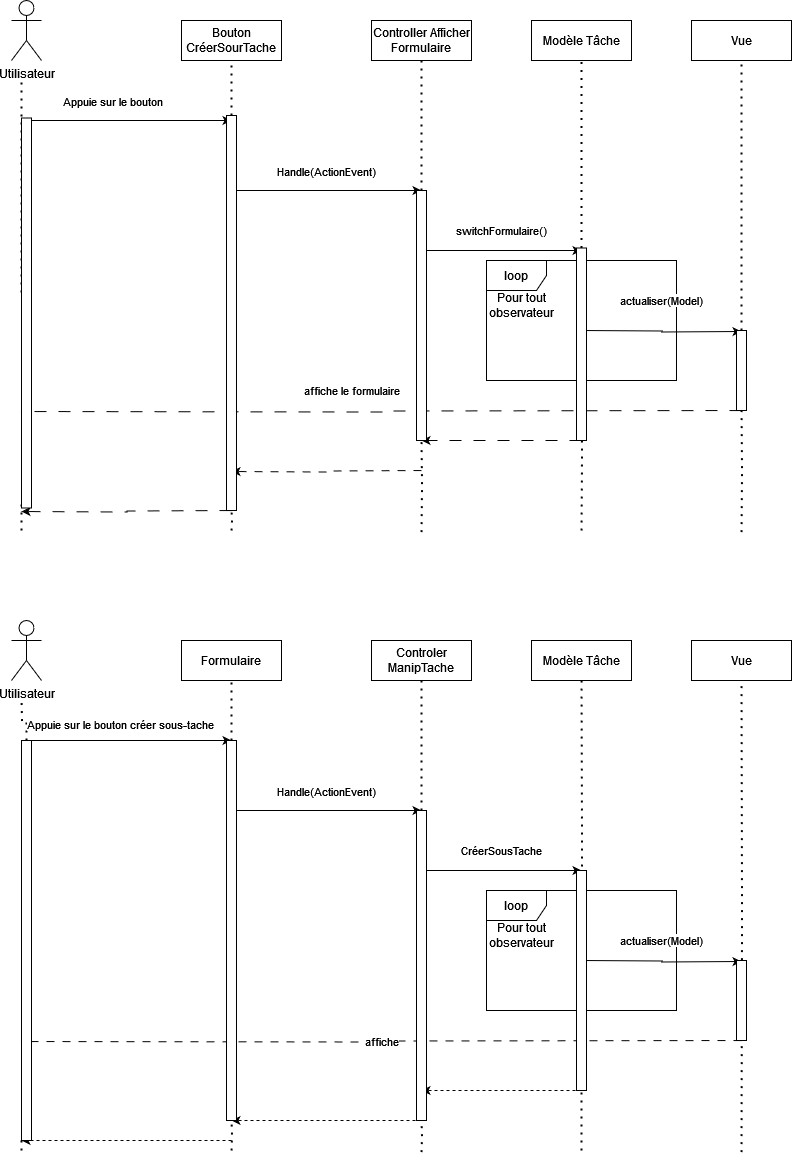 Utilisateur
Bouton
CréerSourTache
Controller Afficher
Formulaire
Modèle Tâche
Vue
Appuie sur le bouton
Handle(ActionEvent)
switchFormulaire()
loop
Pour tout
observateur
actualiser(Model)
affiche le formulaire
Utilisateur
Formulaire
Controler
ManipTache
Modèle Tâche
Vue
Appuie sur le bouton créer sous-tache
Handle(ActionEvent)
CréerSousTache
loop
Pour tout
observateur
actualiser(Model)
affiche